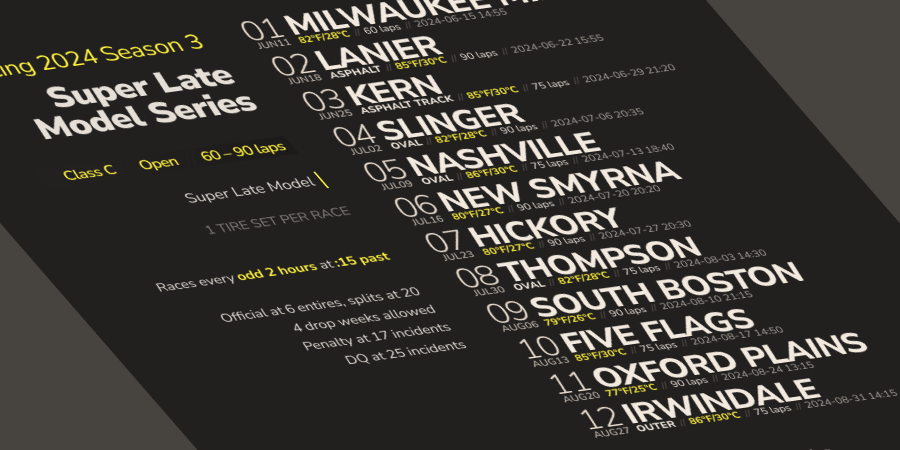 ing 2024 Season 3
Super Late
Model Series
Class C Open 60–90 laps
Super Late Model
1 TIRE SET PER RACE
Races every odd 2 hours at :15 past
Official at 6 entires, splits at 20
4 drop weeks allowed
Penalty at 17 incidents
DQ at 25 incidents
01 MILWAUKEE
JUN11 82°F/28°C // 60 laps // 2024-06-15 14:55
02 LANIER
JUN18 ASPHALT // 85°F/30°C // 90 laps // 2024-06-22 15:55
03 KERN
JUN25 ASPHALT TRACK // 85°F/30°C // 75 laps // 2024-06-29 21:20
04 SLINGER
JUL02 OVAL // 82°F/28°C // 90 laps // 2024-07-06 20:35
05 NASHVILLE
JUL09 OVAL // 86°F/30°C // 75 laps // 2024-07-13 18:40
06 NEW SMYRNA
JUL16 80°F/27°C // 90 laps // 2024-07-20 20:20
07 HICKORY
JUL23 80°F/27°C // 90 laps // 2024-07-27 20:30
08 THOMPSON
JUL30 OVAL // 82°F/28°C // 75 laps // 2024-08-03 14:30
09 SOUTH BOSTON
AUG06 79°F/26°C // 90 laps // 2024-08-10 21:15
10 FIVE FLAGS
AUG13 85°F/30°C // 75 laps // 2024-08-17 14:50
11 OXFORD PLAINS
AUG20 77°F/25°C // 90 laps // 2024-08-24 13:15
12 IRWINDALE
AUG27 OUTER // 86°F/30°C // 75 laps // 2024-08-31 14:15